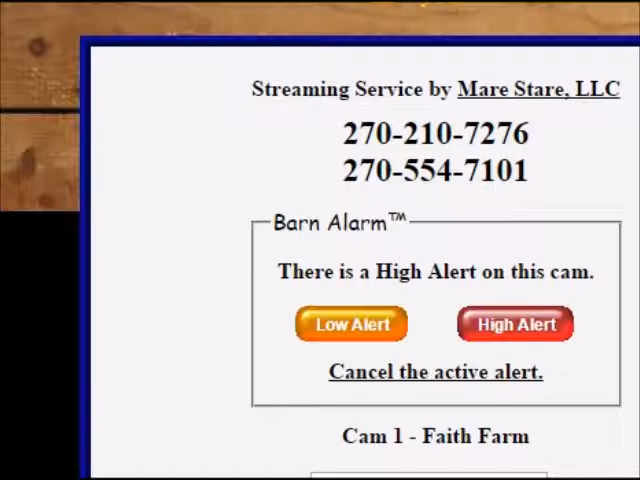 Streaming Service by Mare Stare, LLC
270-210-7276
270-554-7101
Barn Alarm™
There is a High Alert on this cam.
Low Alert High Alert
Cancel the active alert.
Cam 1 - Faith Farm